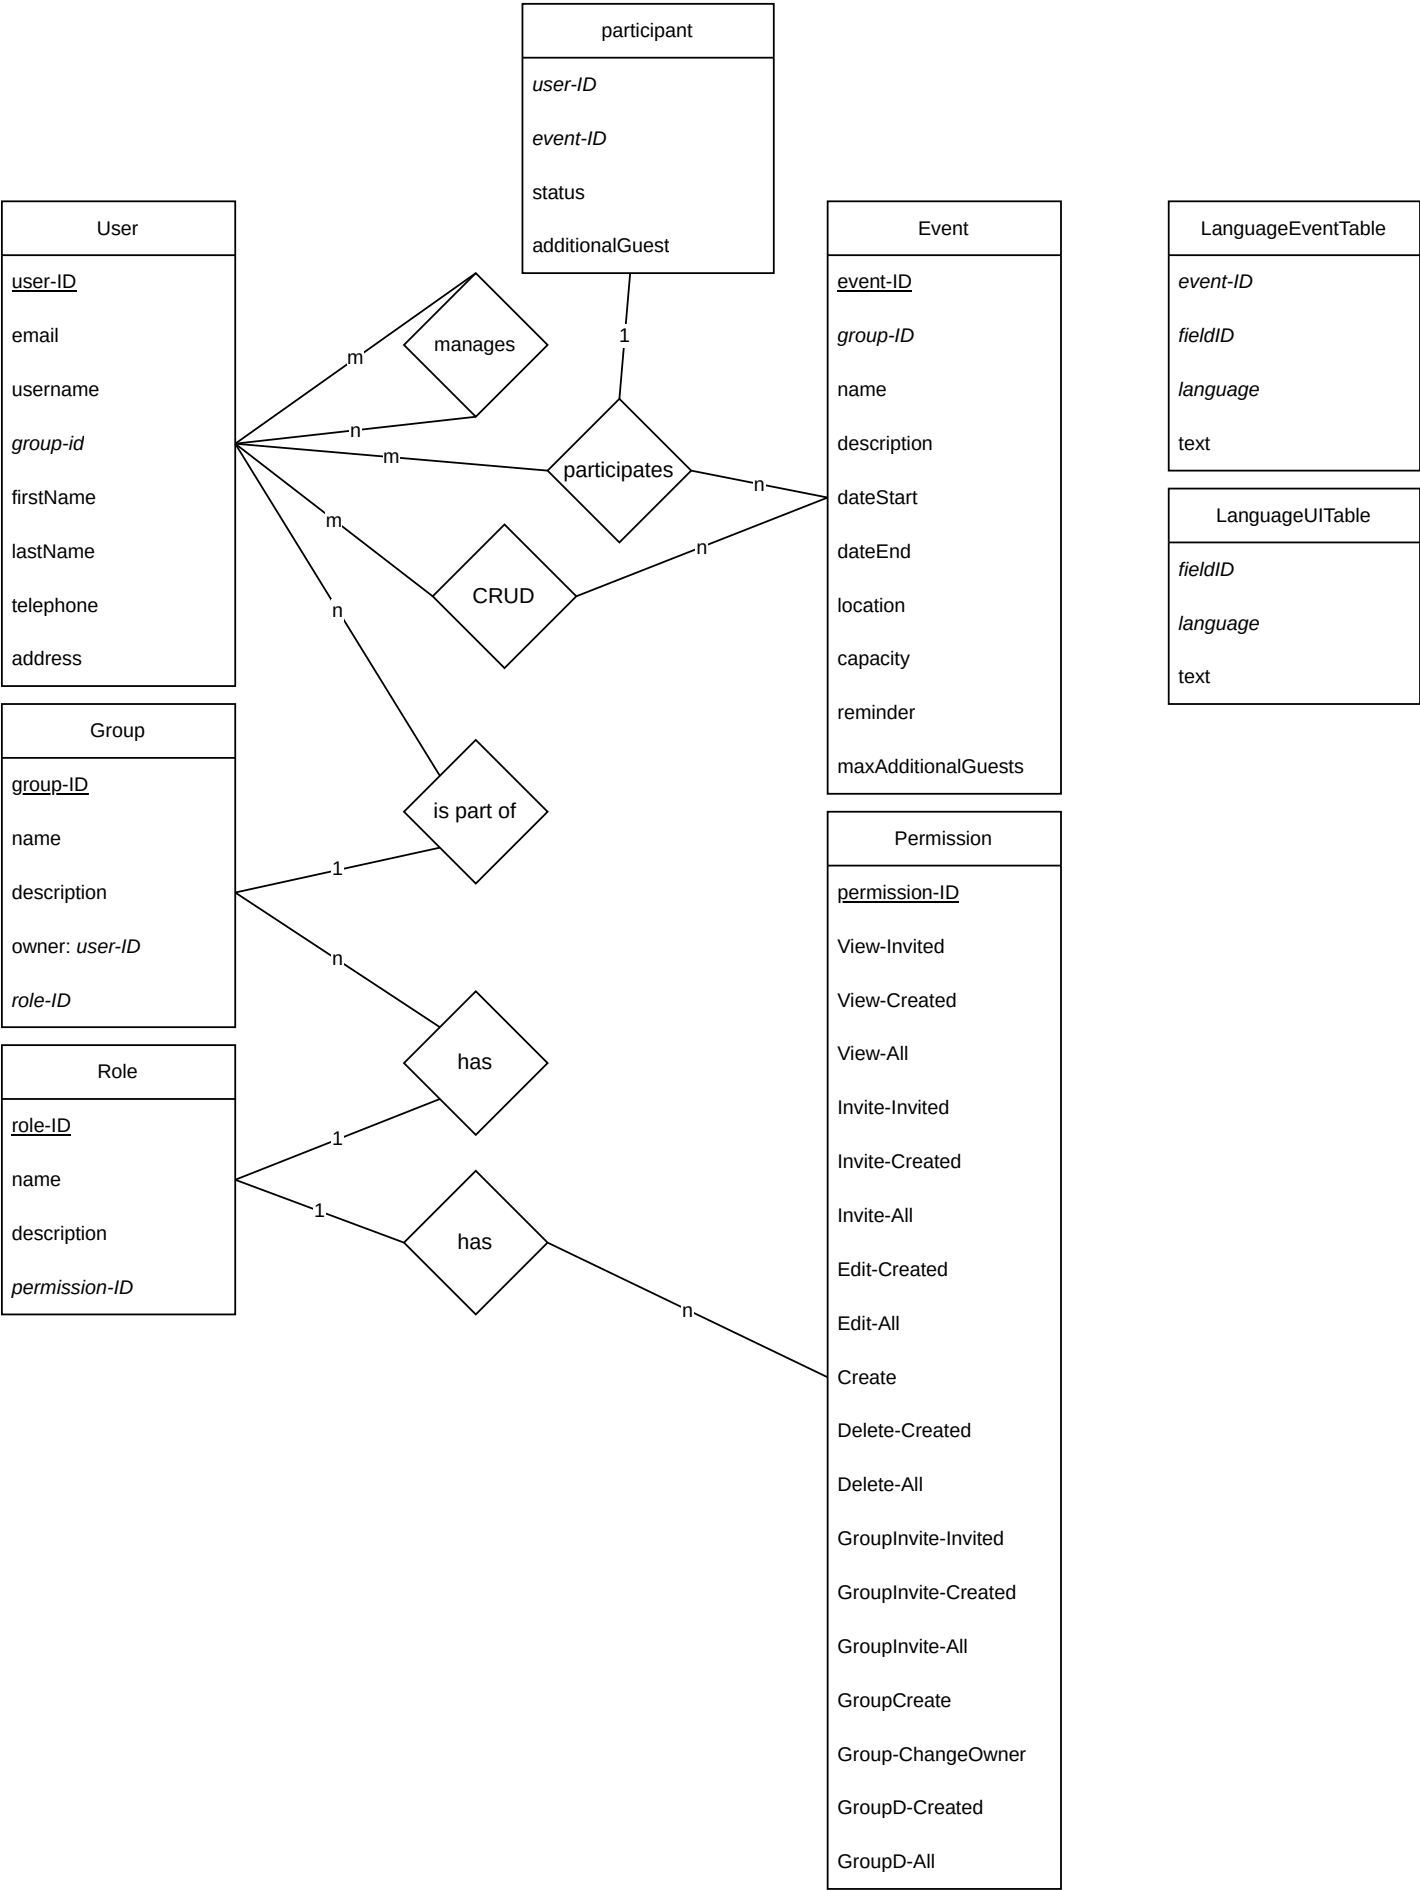 participant
user-ID
event-ID
status
additionalGuest
User
user-ID
email
username
group-id
firstName
lastName
telephone
address
Group
group-ID
name
description
owner: user-ID
role-ID
Role
role-ID
name
description
permission-ID
m
manages
n
m
participates
1
n
m
CRUD
n
n
is part of
1
n
has
1
1
has
n
Event
event-ID
group-ID
name
description
dateStart
dateEnd
location
capacity
reminder
maxAdditionalGuests
Permission
permission-ID
View-Invited
View-Created
View-All
Invite-Invited
Invite-Created
Invite-All
Edit-Created
Edit-All
Create
Delete-Created
Delete-All
GroupInvite-Invited
GroupInvite-Created
GroupInvite-All
GroupCreate
Group-ChangeOwner
GroupD-Created
GroupD-All
LanguageEventTable
event-ID
fieldID
language
text
LanguageUITable
fieldID
language
text